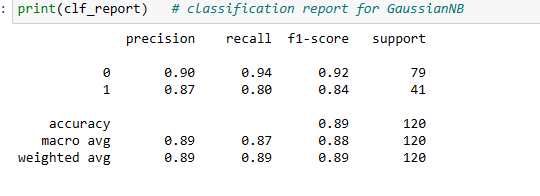 : print(clf_report)   # classification report for GaussianNB
precision    recall  f1-score   support
0       0.90      0.94      0.92        79
1       0.87      0.80      0.84        41
accuracy                           0.89       120
macro avg       0.89      0.87      0.88       120
weighted avg       0.89      0.89      0.89       120